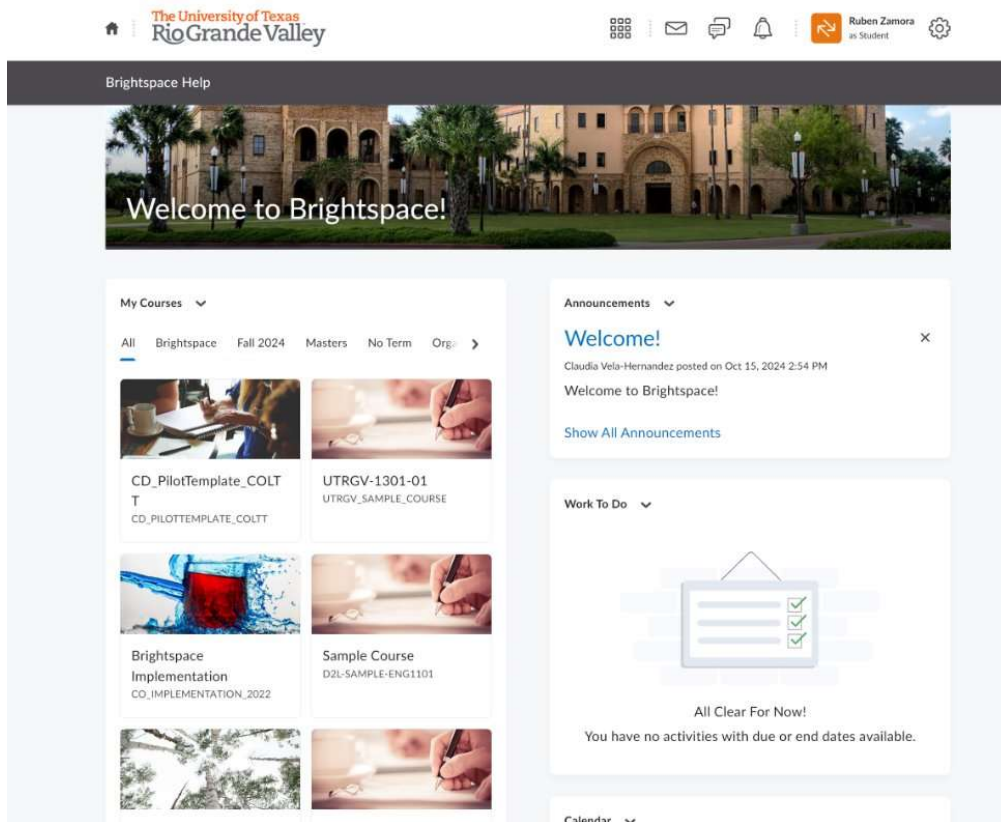 The University of Texas
Rio Grande Valley
Ruben Zamora
as Student
Brightspace Help
Welcome to Brightspace!
My Courses
All Brightspace Fall 2024 Masters No Term
CD_PilotTemplate_COLT
T
CD_PILOTTEMPLATE_COLTT
UTRGV-1301-01
UTRGV_SAMPLE_COURSE
Brightspace
Implementation
CO_IMPLEMENTATION_2022
Sample Course
D2L-SAMPLE-ENG1101
Announcements
Welcome!
Claudia Vela-Hernandez posted on Oct 15, 2024 2:54 PM
Welcome to Brightspace!
Show All Announcements
Work To Do
All Clear For Now!
You have no activities with due or end dates available.
Calendar